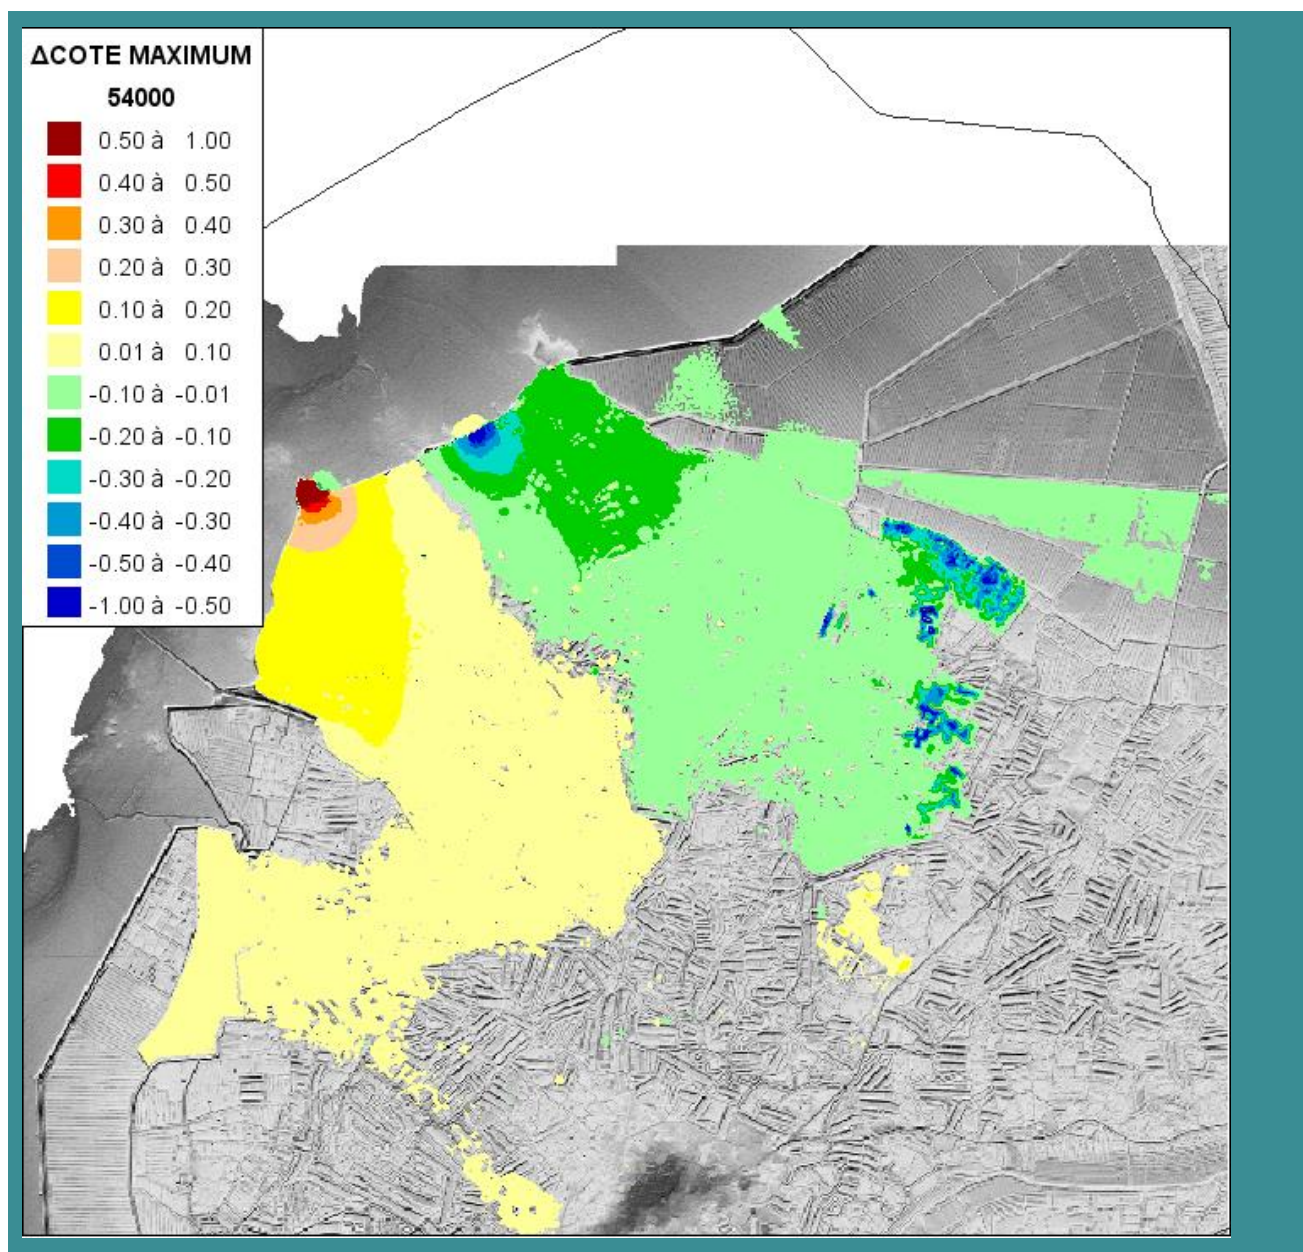 ΔCOTE MAXIMUM
54000
0.50 à 1.00
0.40 à 0.50
0.30 à 0.40
0.20 à 0.30
0.10 à 0.20
0.01 à 0.10
-0.10 à -0.01
-0.20 à -0.10
-0.30 à -0.20
-0.40 à -0.30
-0.50 à -0.40
-1.00 à -0.50